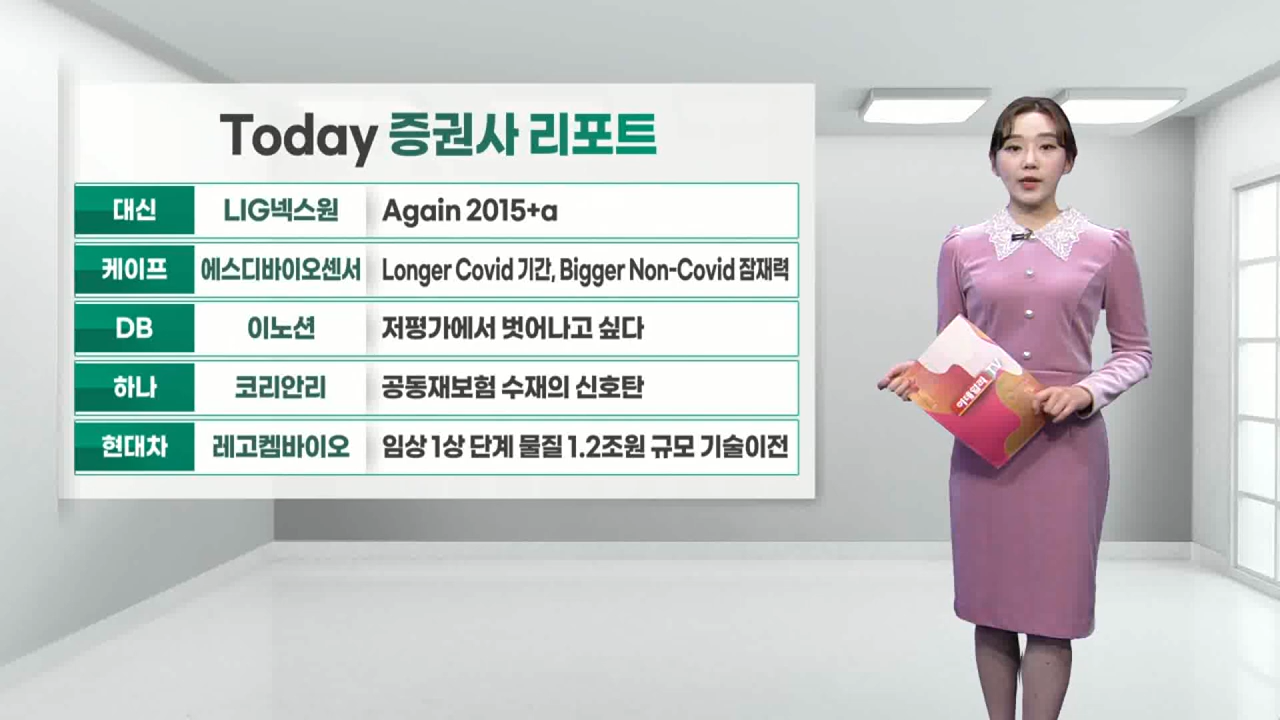 Today 증권사 리포트
대신 LIG넥스원 Again 2015+a
케이프 에스디바이오센서 Longer Covid 기간, Bigger Non-Covid 잠재력
DB 이노션 저평가에서 벗어나고 싶다
하나 코리안리 공동재보험 수재의 신호탄
현대차 레고켐바이오 임상 1상 단계 물질 1.2조원 규모 기술이전
이데일리 TV